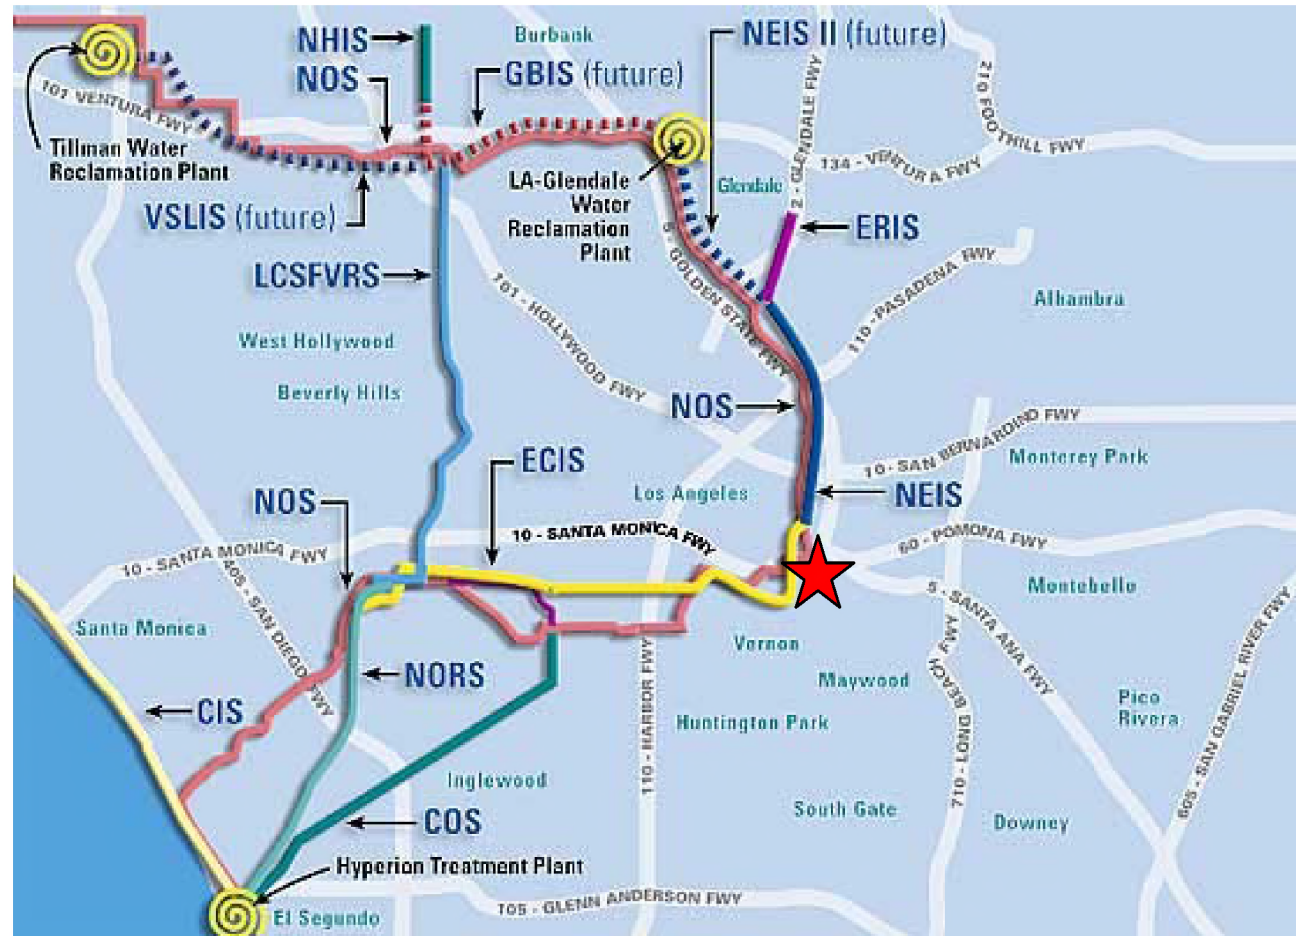 NHIS
Burbank
NEIS II (future)
NOS
GBIS (future)
101 VENTURA FWY
2 - GLENDALE FWY
210 FOOTHILL FWY
Tillman Water
Reclamation Plant
134 - VENTURA FWY
LA-Glendale
Water
Reclamation
Plant
Glendale
VSLIS (future)
ERIS
5 - GOLDEN STATE FWY
LCSFVRS
101 - HOLLYWOOD FWY
110 - PASADENA FWY
Alhambra
West Hollywood
Beverly Hills
NOS
10 - SAN BERNARDINO FWY
Monterey Park
ECIS
Los Angeles
NEIS
NOS
10 - SANTA MONICA FWY
10 - SANTA MONICA FWY
60 - POMONA FWY
405 - SAN DIEGO FWY
Montebello
5 - SANTA ANA FWY
Santa Monica
Vernon
NORS
Maywood
CIS
Pico
Rivera
Huntington Park
110 - HARBOR FWY
710 - LONG BEACH FWY
605 - SAN GABRIEL RIVER FWY
Inglewood
South Gate
COS
Downey
Hyperion Treatment Plant
105 - GLENN ANDERSON FWY
El Segundo